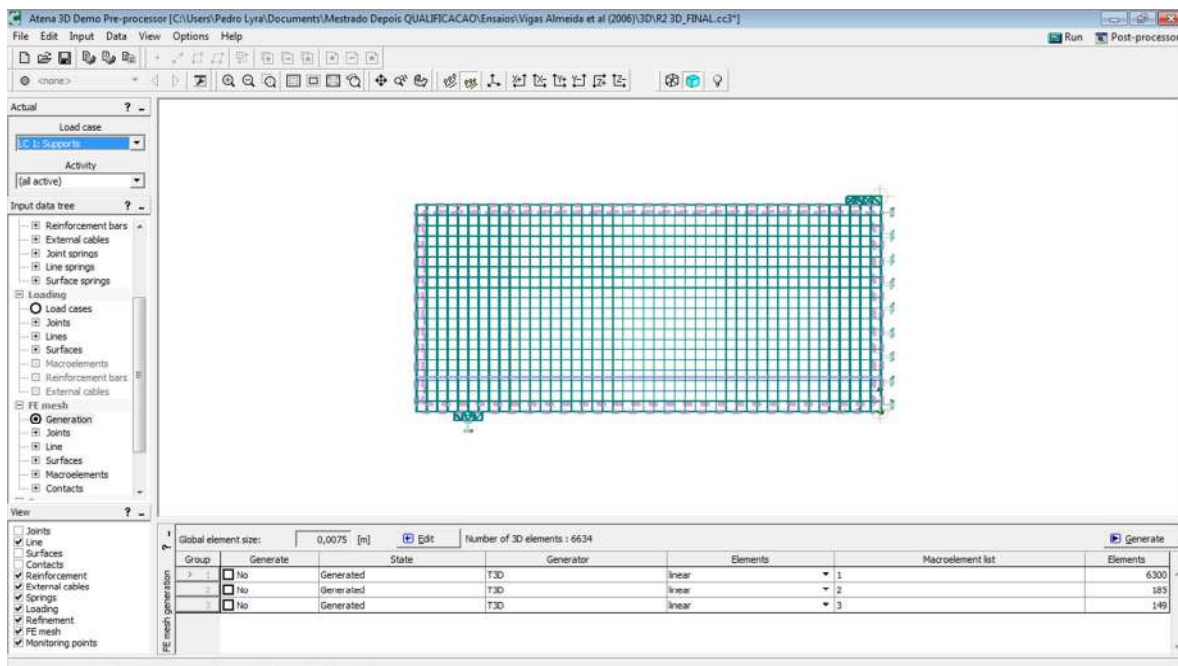 Atena 3D Demo Pre-processor [C:\Users\Pedro Lyra\Documents\Mestrado Depois QUALIFICACAO\Ensaios\Vigas Almeida et al (2006)\3D\R2 3D_FINAL.cc3*]
File Edit Input Data View Options Help
Run Post-processor
<none>
Actual ? _
Load case
LC 1: Supports
Activity
(all active)
Input data tree ? _
Reinforcement bars
External cables
Joint springs
Line springs
Surface springs
Loading
Load cases
Joints
Lines
Surfaces
Macroelements
Reinforcement bars
External cables
FE mesh
Generation
Joints
Line
Surfaces
Macroelements
Contacts
View ? _
Joints
Line
Surfaces
Contacts
Reinforcement
External cables
Springs
Loading
Refinement
FE mesh
Monitoring points
FE mesh generation ?
Global element size: 0,0075 [m] Edit Number of 3D elements : 6634 Generate
Group Generate State Generator Elements Macroelement list Elements
1 No Generated T3D linear 1 6300
2 No Generated T3D linear 2 185
3 No Generated T3D linear 3 149